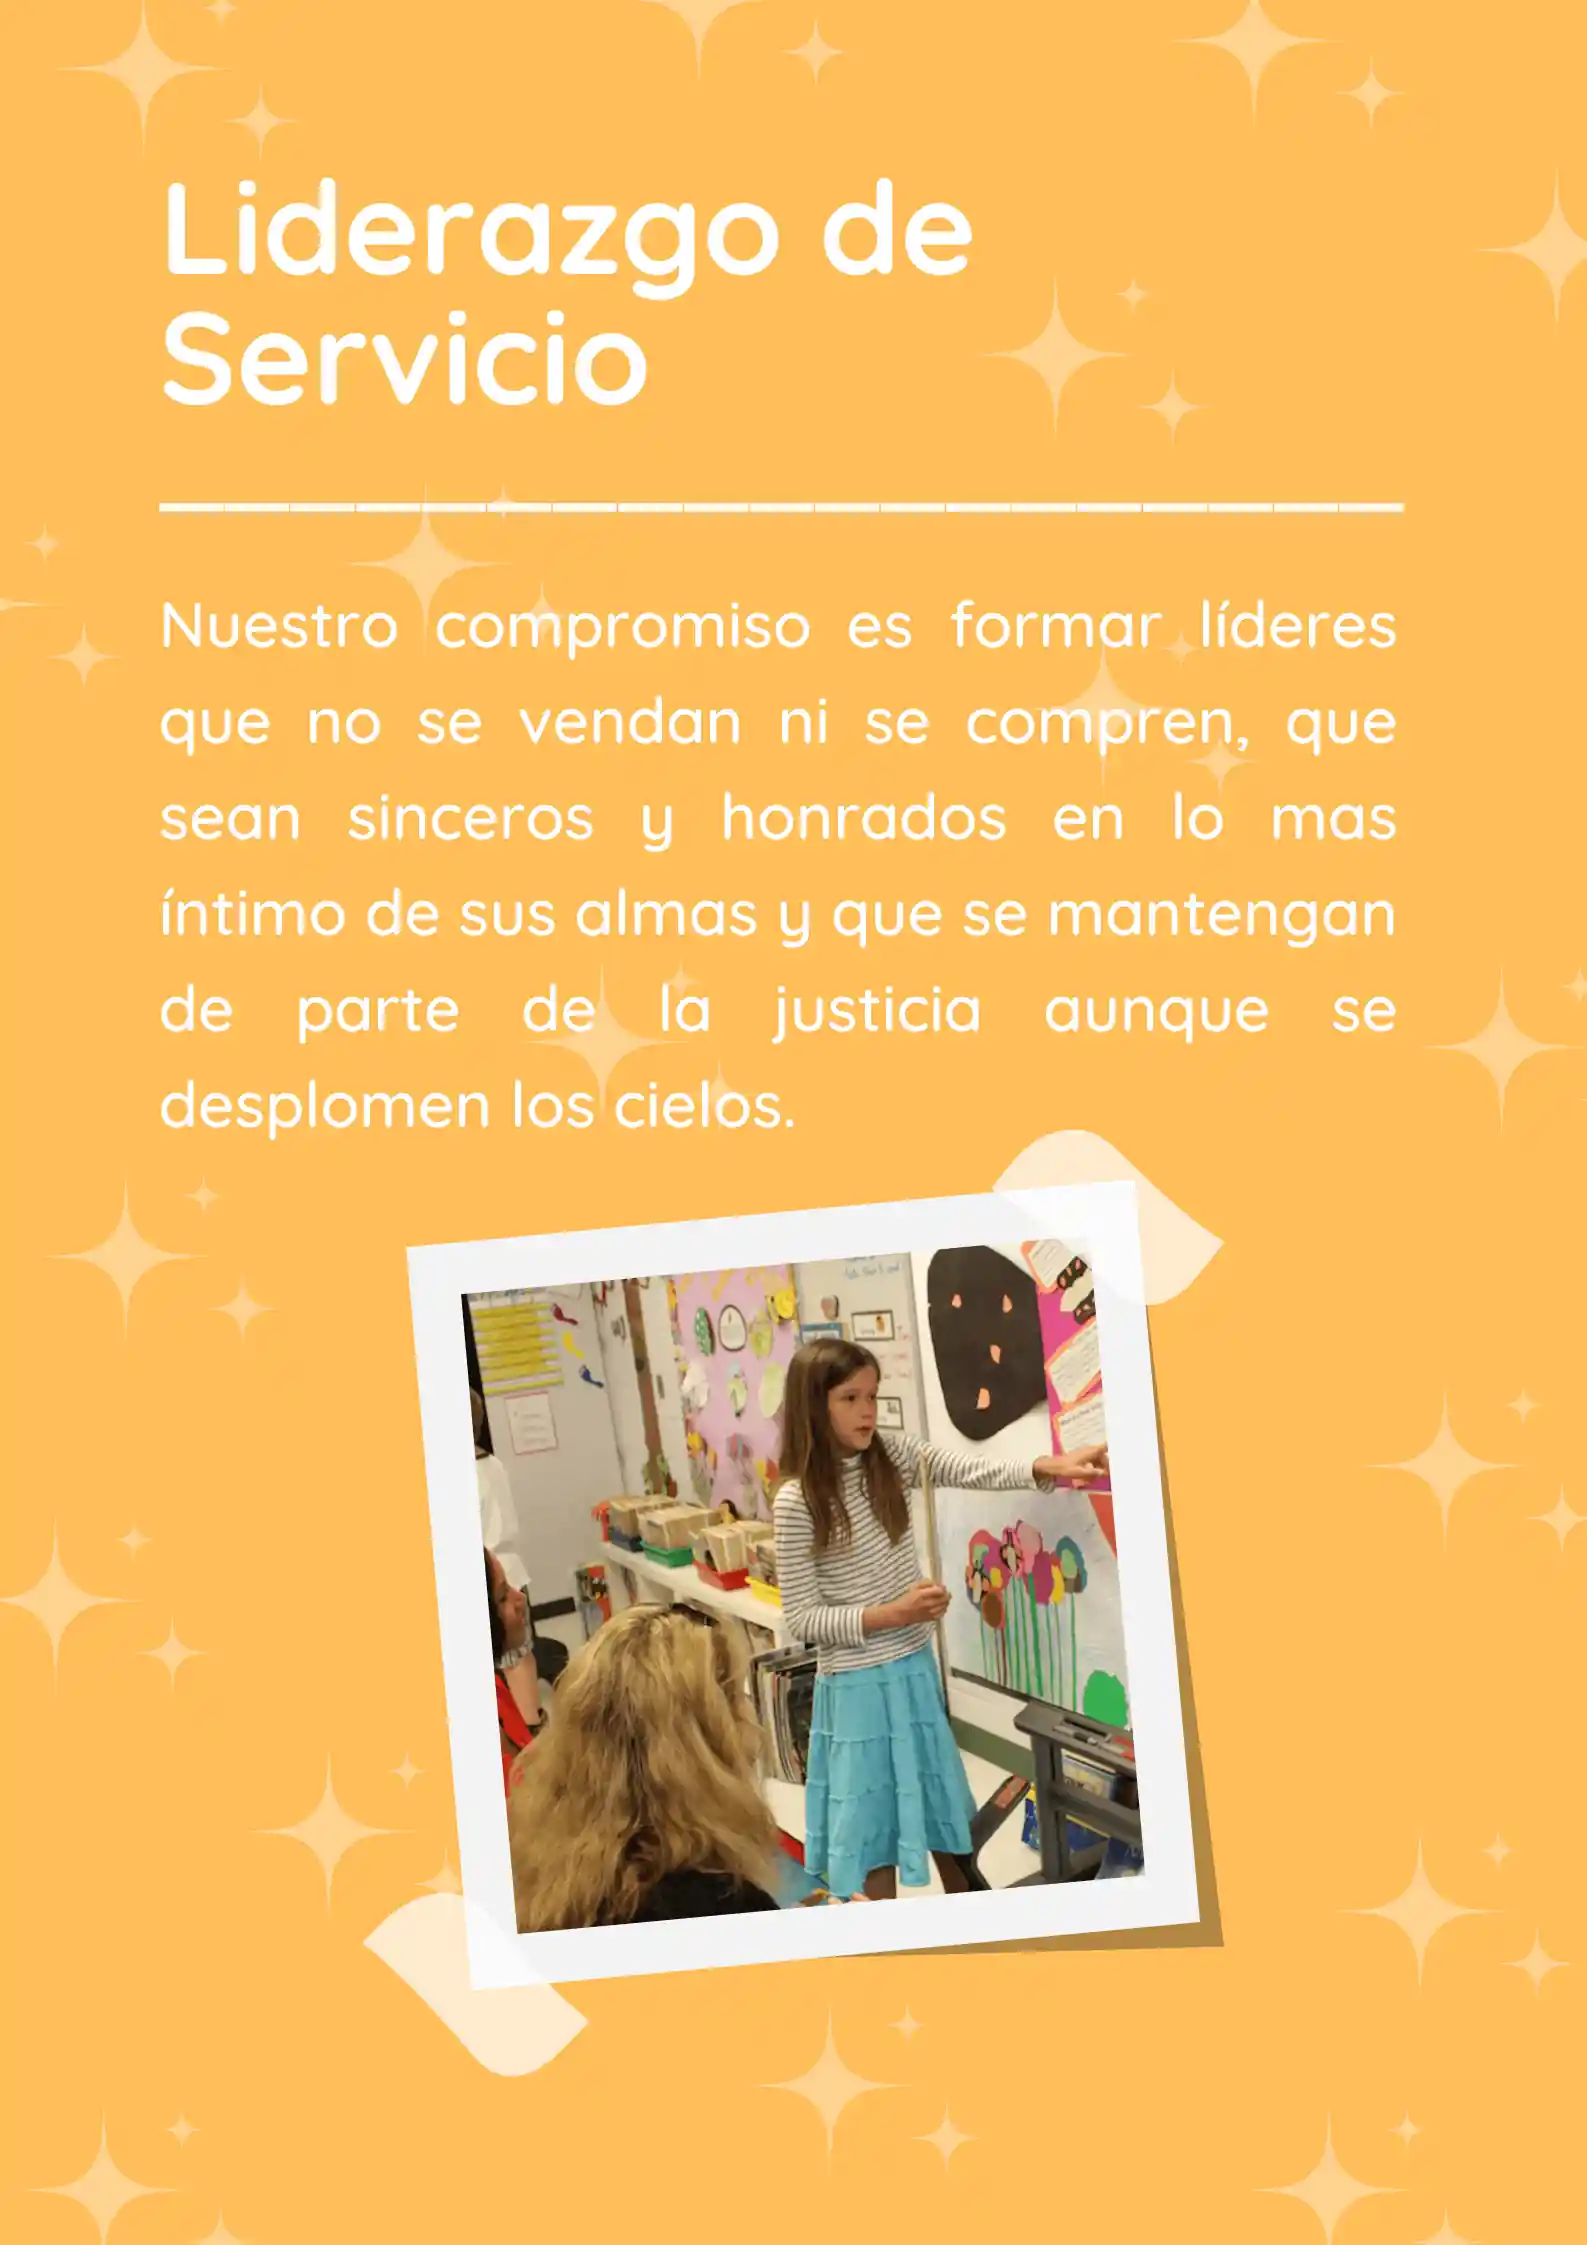 Liderazgo de
Servicio
Nuestro compromiso es formar líderes
que no se vendan ni se compren, que
sean sinceros y honrados en lo mas
íntimo de sus almas y que se mantengan
de parte de la justicia aunque se
desplomen los cielos.